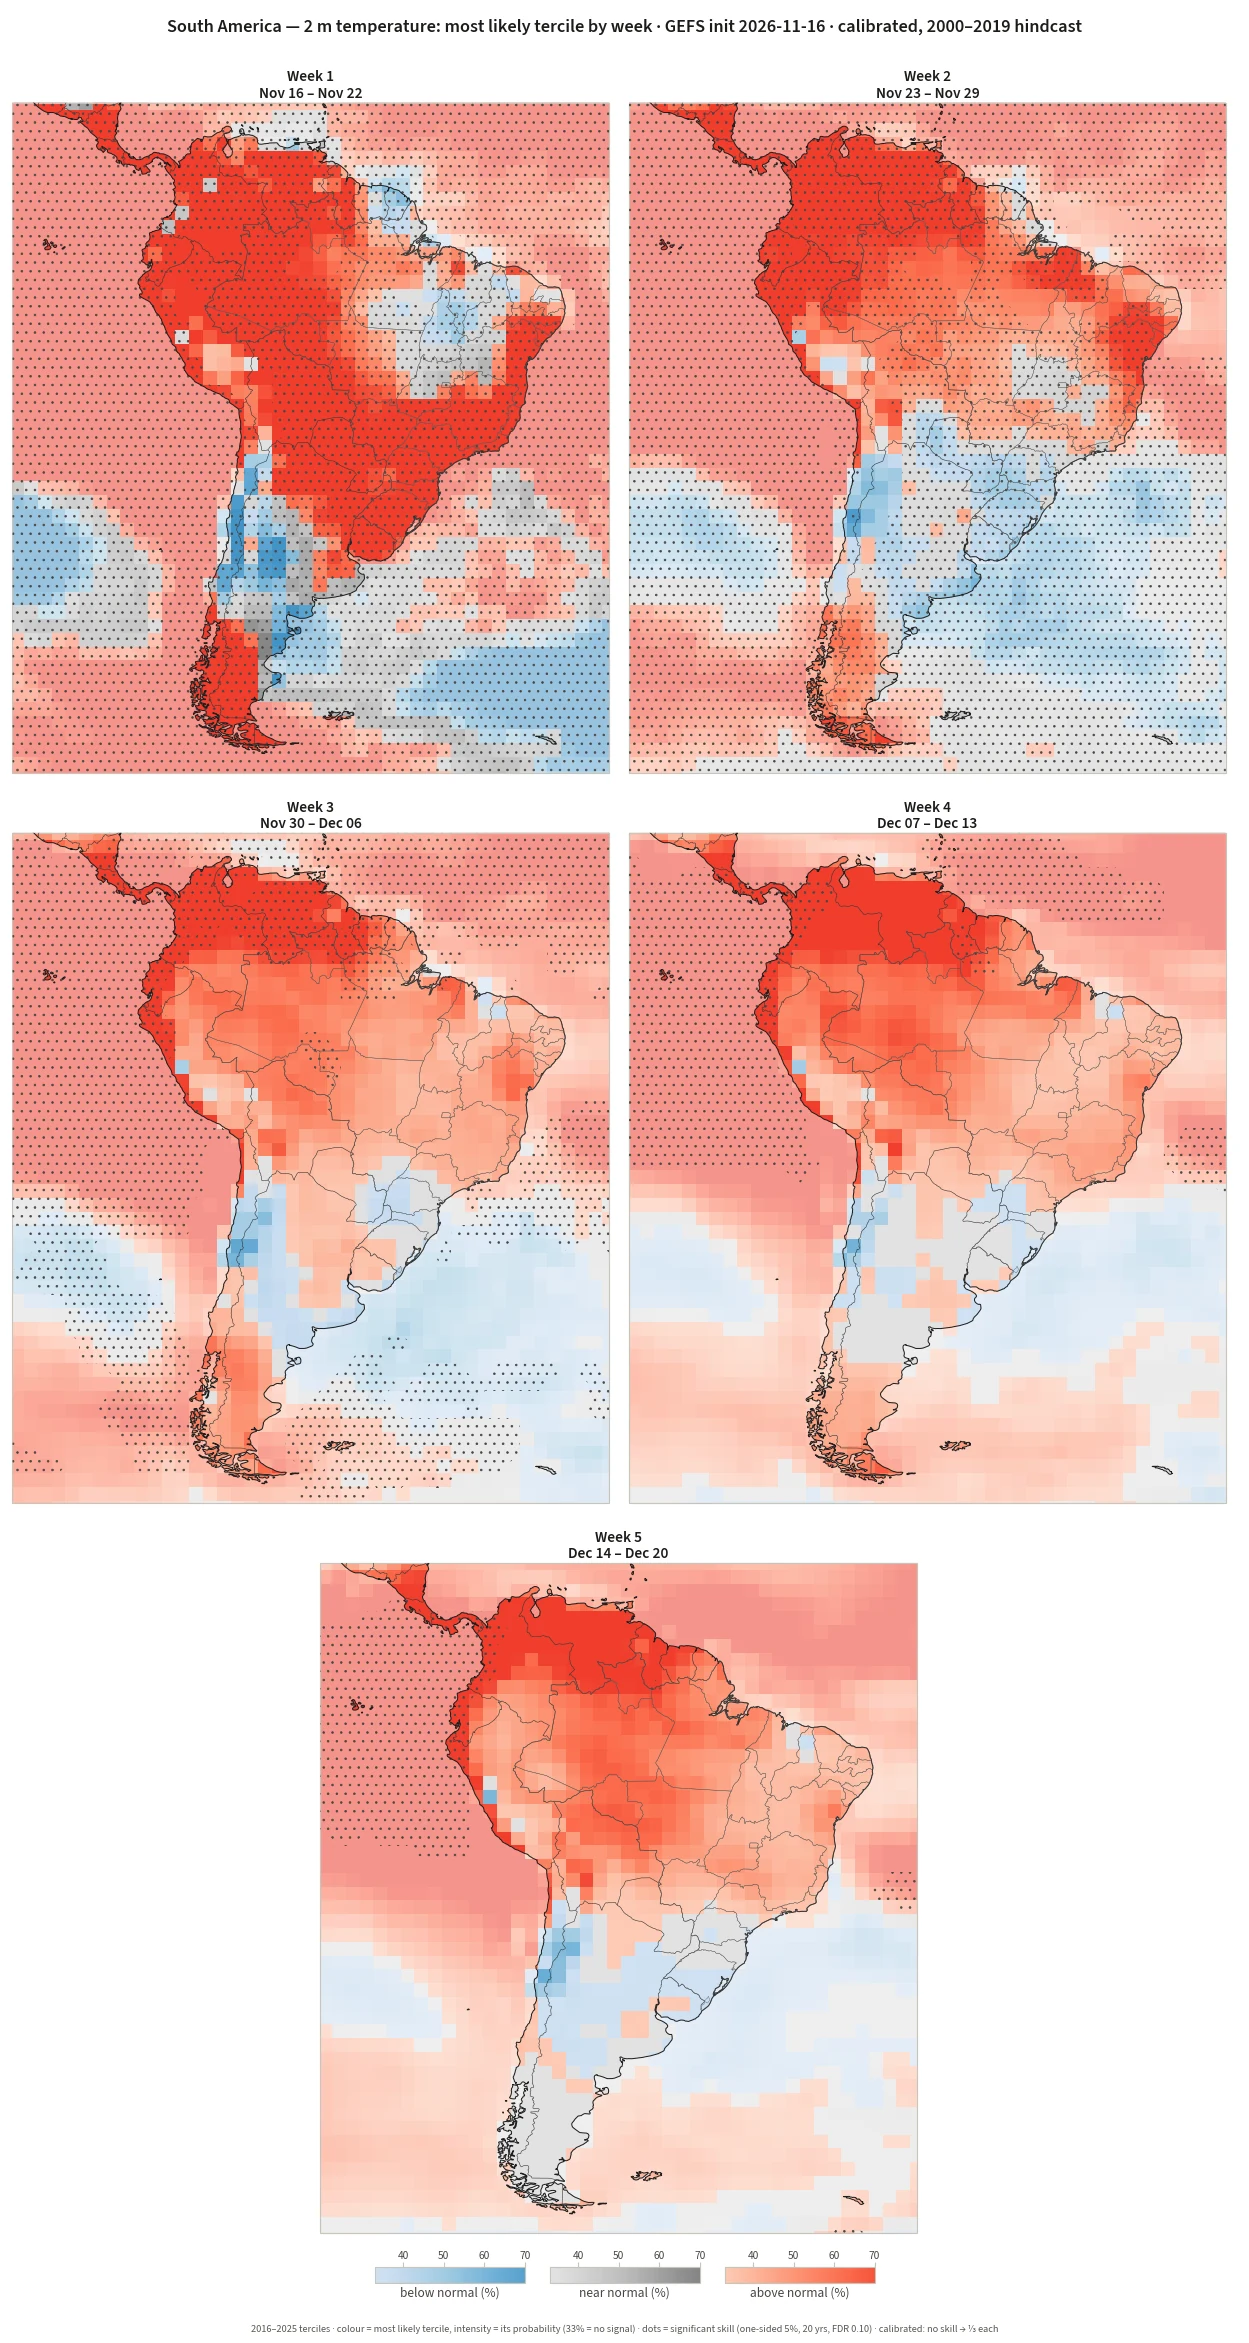 South America — 2 m temperature: most likely tercile by week · GEFS init 2026-11-16 · calibrated, 2000–2019 hindcast
Week 1
Nov 16 – Nov 22
Week 2
Nov 23 – Nov 29
Week 3
Nov 30 – Dec 06
Week 4
Dec 07 – Dec 13
Week 5
Dec 14 – Dec 20
40 50 60 70
below normal (%)
40 50 60 70
near normal (%)
40 50 60 70
above normal (%)
2016–2025 terciles · colour = most likely tercile, intensity = its probability (33% = no signal) · dots = significant skill (one-sided 5%, 20 yrs, FDR 0.10) · calibrated: no skill → ⅓ each